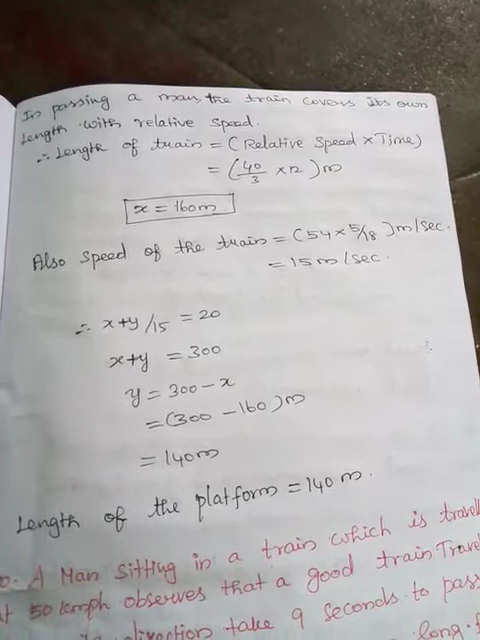 In passing a man the train covers its own
length with relative speed.
∴ Length of train = (Relative Speed × Time)
= (40/3 × 12) m
x = 160m
Also Speed of the train = (54 × 5/18) m/sec.
= 15 m/sec.
∴ x+y/15 = 20
x+y = 300
y = 300 - x
= (300 - 160) m
= 140m
Length of the platform = 140 m.
A Man Sitting in a train which is travell
50 kmph observes that a good train Trave
direction take 9 seconds to pass
long.